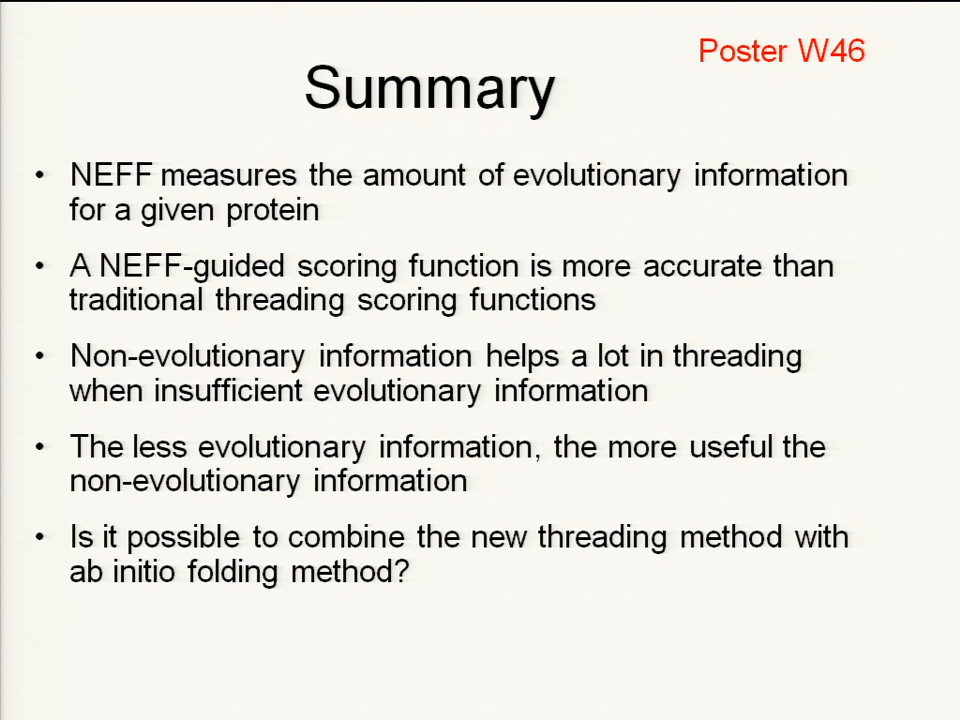 Poster W46
Summary
• NEFF measures the amount of evolutionary information
for a given protein
• A NEFF-guided scoring function is more accurate than
traditional threading scoring functions
• Non-evolutionary information helps a lot in threading
when insufficient evolutionary information
• The less evolutionary information, the more useful the
non-evolutionary information
• Is it possible to combine the new threading method with
ab initio folding method?